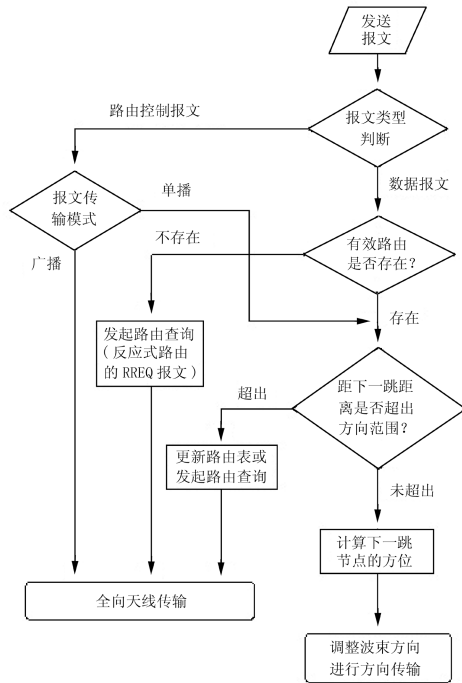 发送
报文
路由控制报文
报文类型
判断
数据报文
报文传
输模式
单播
广播
不存在
有效路由
是否存在?
存在
发起路由查询
(反应式路由
的 RREQ 报文)
超出
距下一跳距
离是否超出
方向范围?
更新路由表或
发起路由查询
未超出
计算下一跳
节点的方位
全向天线传输
调整波束方向
进行方向传输